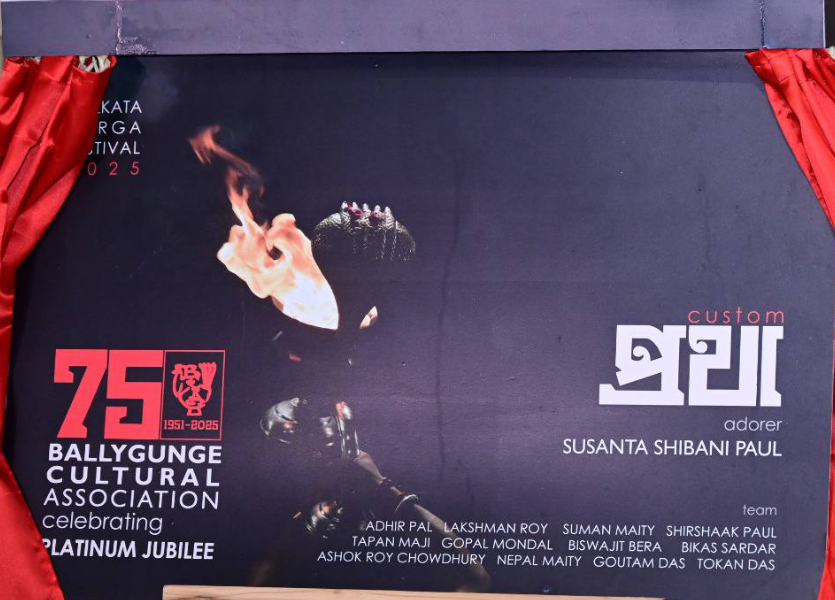 KATA
RGA
TIVAL
025
75
1951-2025
BALLYGUNGE
CULTURAL
ASSOCIATION
celebrating
PLATINUM JUBILEE
custom
প্রথা
adorer
SUSANTA SHIBANI PAUL
team
ADHIR PAL LAKSHMAN ROY SUMAN MAITY SHIRSHAAK PAUL
TAPAN MAJI GOPAL MONDAL BISWAJIT BERA BIKAS SARDAR
ASHOK ROY CHOWDHURY NEPAL MAITY GOUTAM DAS TOKAN DAS